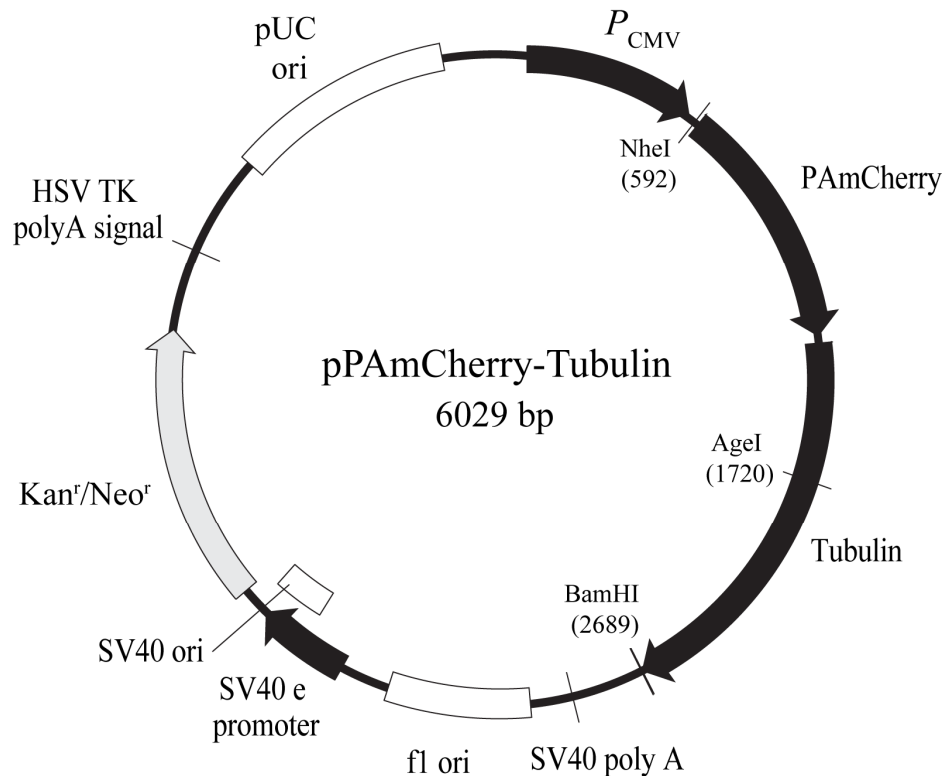 pUC
ori
P CMV
NheI
(592)
PAmCherry
HSV TK
polyA signal
pPAmCherry-Tubulin
6029 bp
AgeI
(1720)
Kanʳ/Neoʳ
Tubulin
BamHI
(2689)
SV40 ori
SV40 e
promoter
f1 ori
SV40 poly A